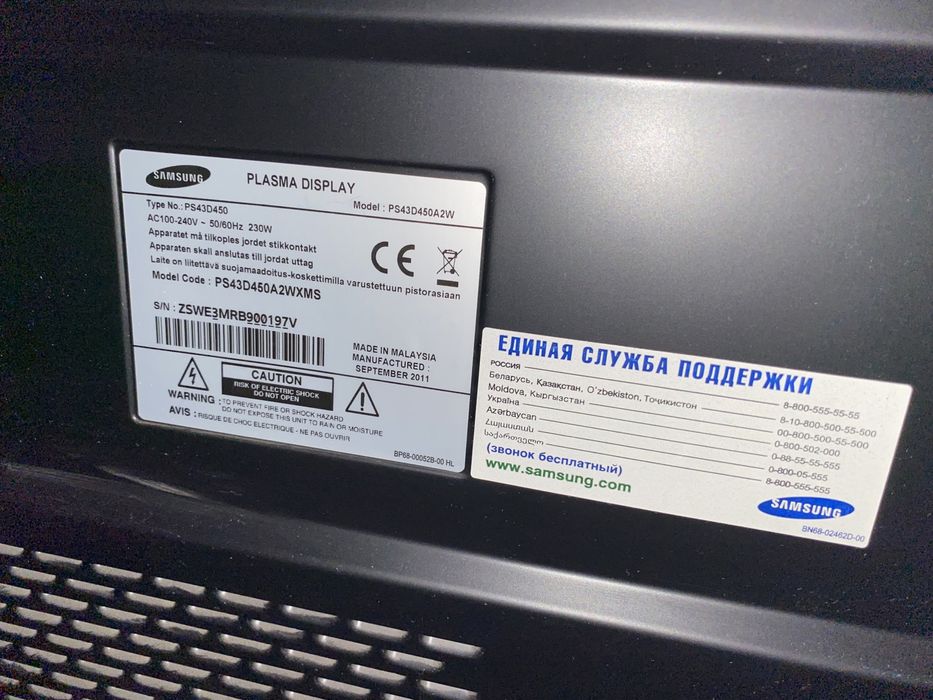 SAMSUNG
PLASMA DISPLAY
Type No.: PS43D450
Model : PS43D450A2W
AC100-240V ~ 50/60Hz 230W
Apparatet må tilkoples jordet stikkontakt
Apparaten skall anslutas till jordat uttag
Laite on liitettävä suojamaadoitus-koskettimilla varustettuun pistorasiaan
CE
Model Code : PS43D450A2WXMS
S/N : ZSWE3MRB900197V
MADE IN MALAYSIA
MANUFACTURED :
SEPTEMBER 2011
CAUTION
RISK OF ELECTRIC SHOCK
DO NOT OPEN
WARNING : TO PREVENT FIRE OR SHOCK HAZARD
DO NOT EXPOSE THIS UNIT TO RAIN OR MOISTURE
AVIS : RISQUE DE CHOC ELECTRIQUE - NE PAS OUVRIR
BP68-00052B-00 HL
ЕДИНАЯ СЛУЖБА ПОДДЕРЖКИ
РОССИЯ 8-800-555-55-55
Беларусь, Қазақстан, O'zbekiston, Тоҷикистон 8-10-800-500-55-500
Moldova, Кыргызстан 00-800-500-55-500
Україна 0-800-502-000
Azərbaycan 0-88-55-55-555
Հայաստան 0-800-05-555
საქართველო 8-800-555-555
(звонок бесплатный)
www.samsung.com
SAMSUNG
BN68-02462D-00